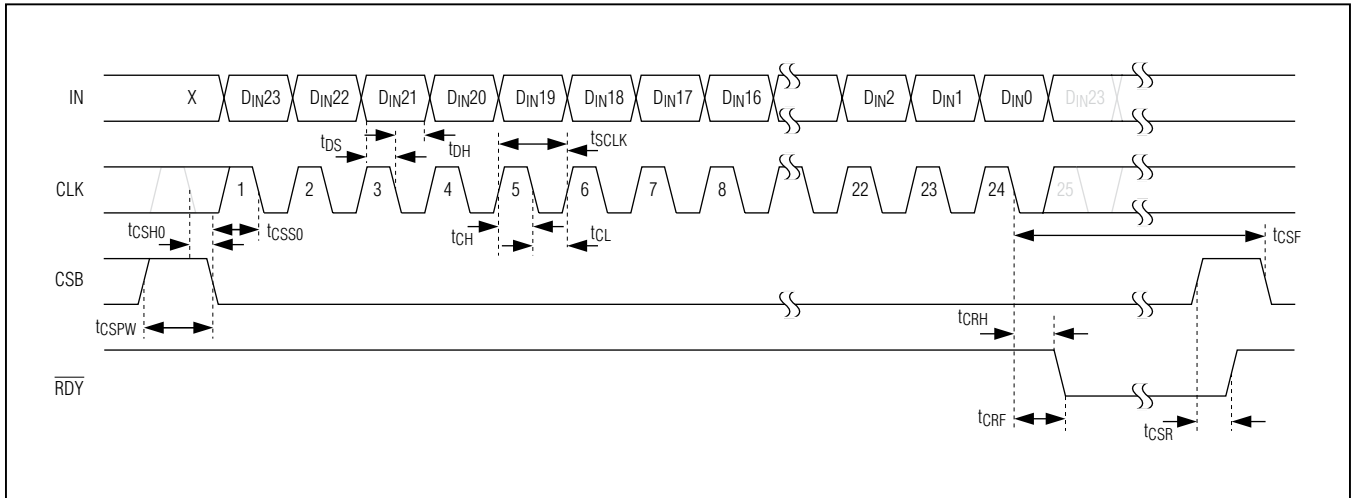 IN X DIN23 DIN22 DIN21 DIN20 DIN19 DIN18 DIN17 DIN16 DIN2 DIN1 DIN0 DIN23
tDS tDH tSCLK
CLK 1 2 3 4 5 6 7 8 22 23 24 25
tCSH0 tCSS0 tCH tCL tCSF
CSB
tCSPW tCRH
RDY
tCRF tCSR